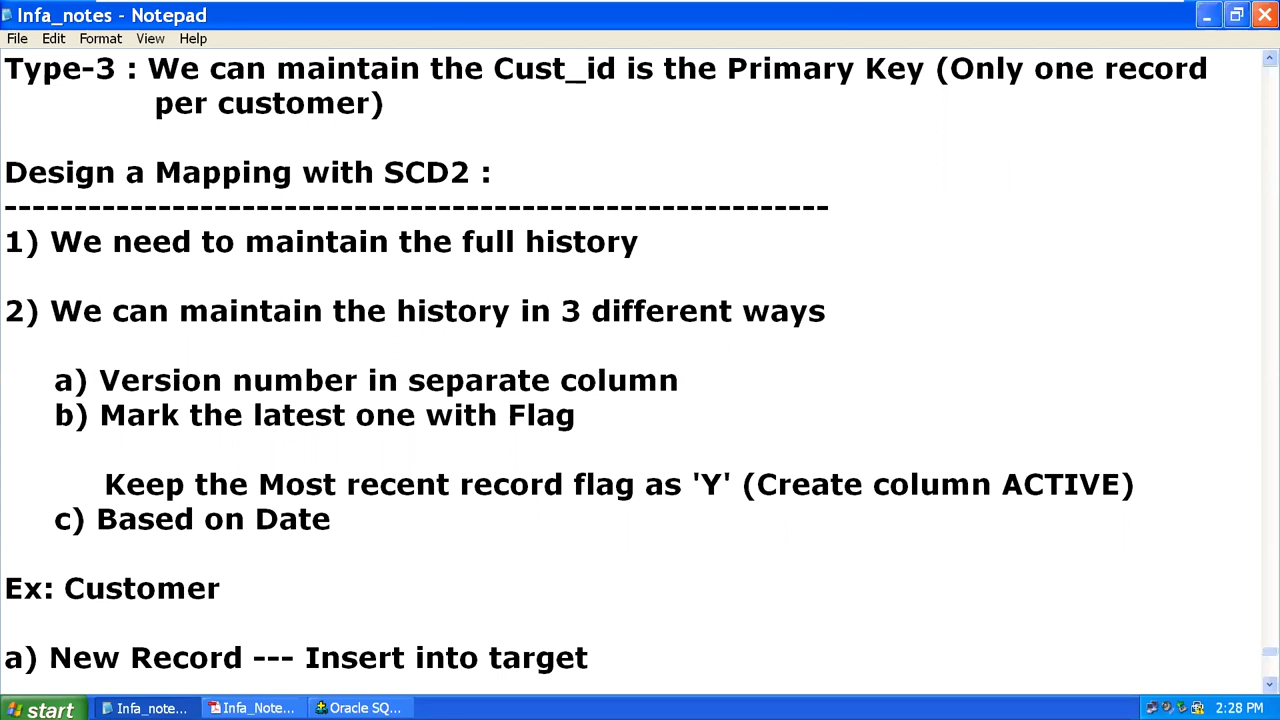 Infa_notes - Notepad
File Edit Format View Help
Type-3 : We can maintain the Cust_id is the Primary Key (Only one record
per customer)
Design a Mapping with SCD2 :
-----------------------------------------------------------
1) We need to maintain the full history
2) We can maintain the history in 3 different ways
a) Version number in separate column
b) Mark the latest one with Flag
Keep the Most recent record flag as 'Y' (Create column ACTIVE)
c) Based on Date
Ex: Customer
a) New Record --- Insert into target
start Infa_note... Infa_Note... Oracle SQ... 2:28 PM